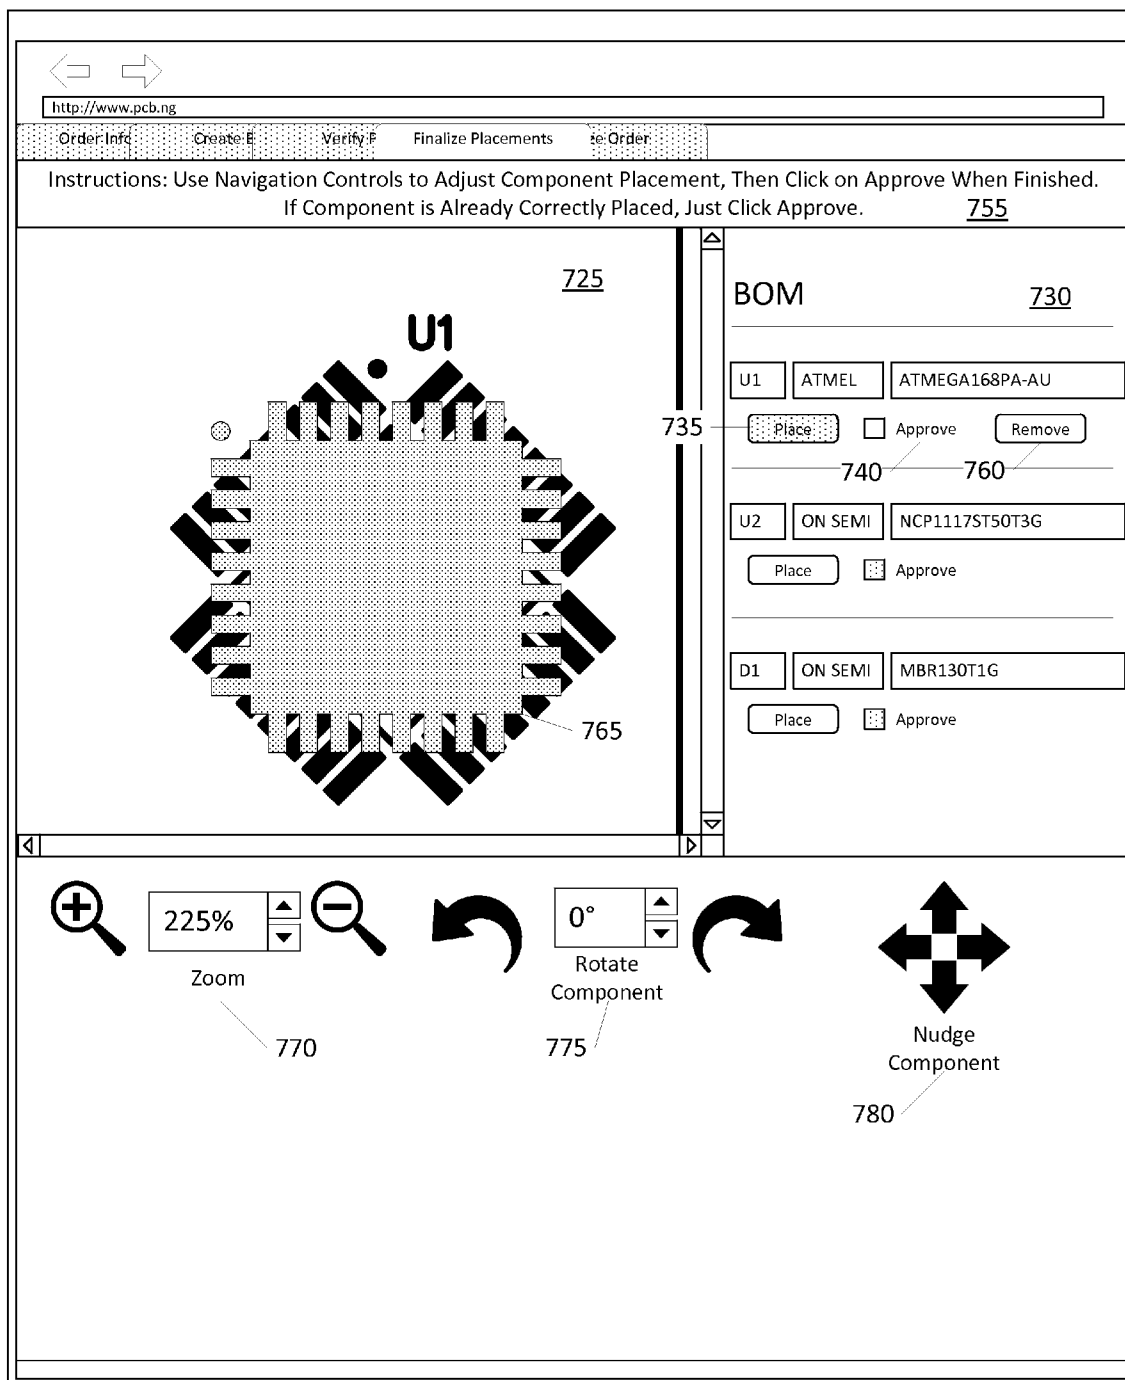 http://www.pcb.ng
Order Info Create Verify Finalize Placements Order
Instructions: Use Navigation Controls to Adjust Component Placement, Then Click on Approve When Finished.
If Component is Already Correctly Placed, Just Click Approve. 755
725
BOM 730
U1
U1 ATMEL ATMEGA168PA-AU
735 Place Approve Remove
740 760
U2 ON SEMI NCP1117ST50T3G
Place Approve
D1 ON SEMI MBR130T1G
Place Approve
765
225% 0°
Zoom
Rotate
Component
770 775
Nudge
Component
780